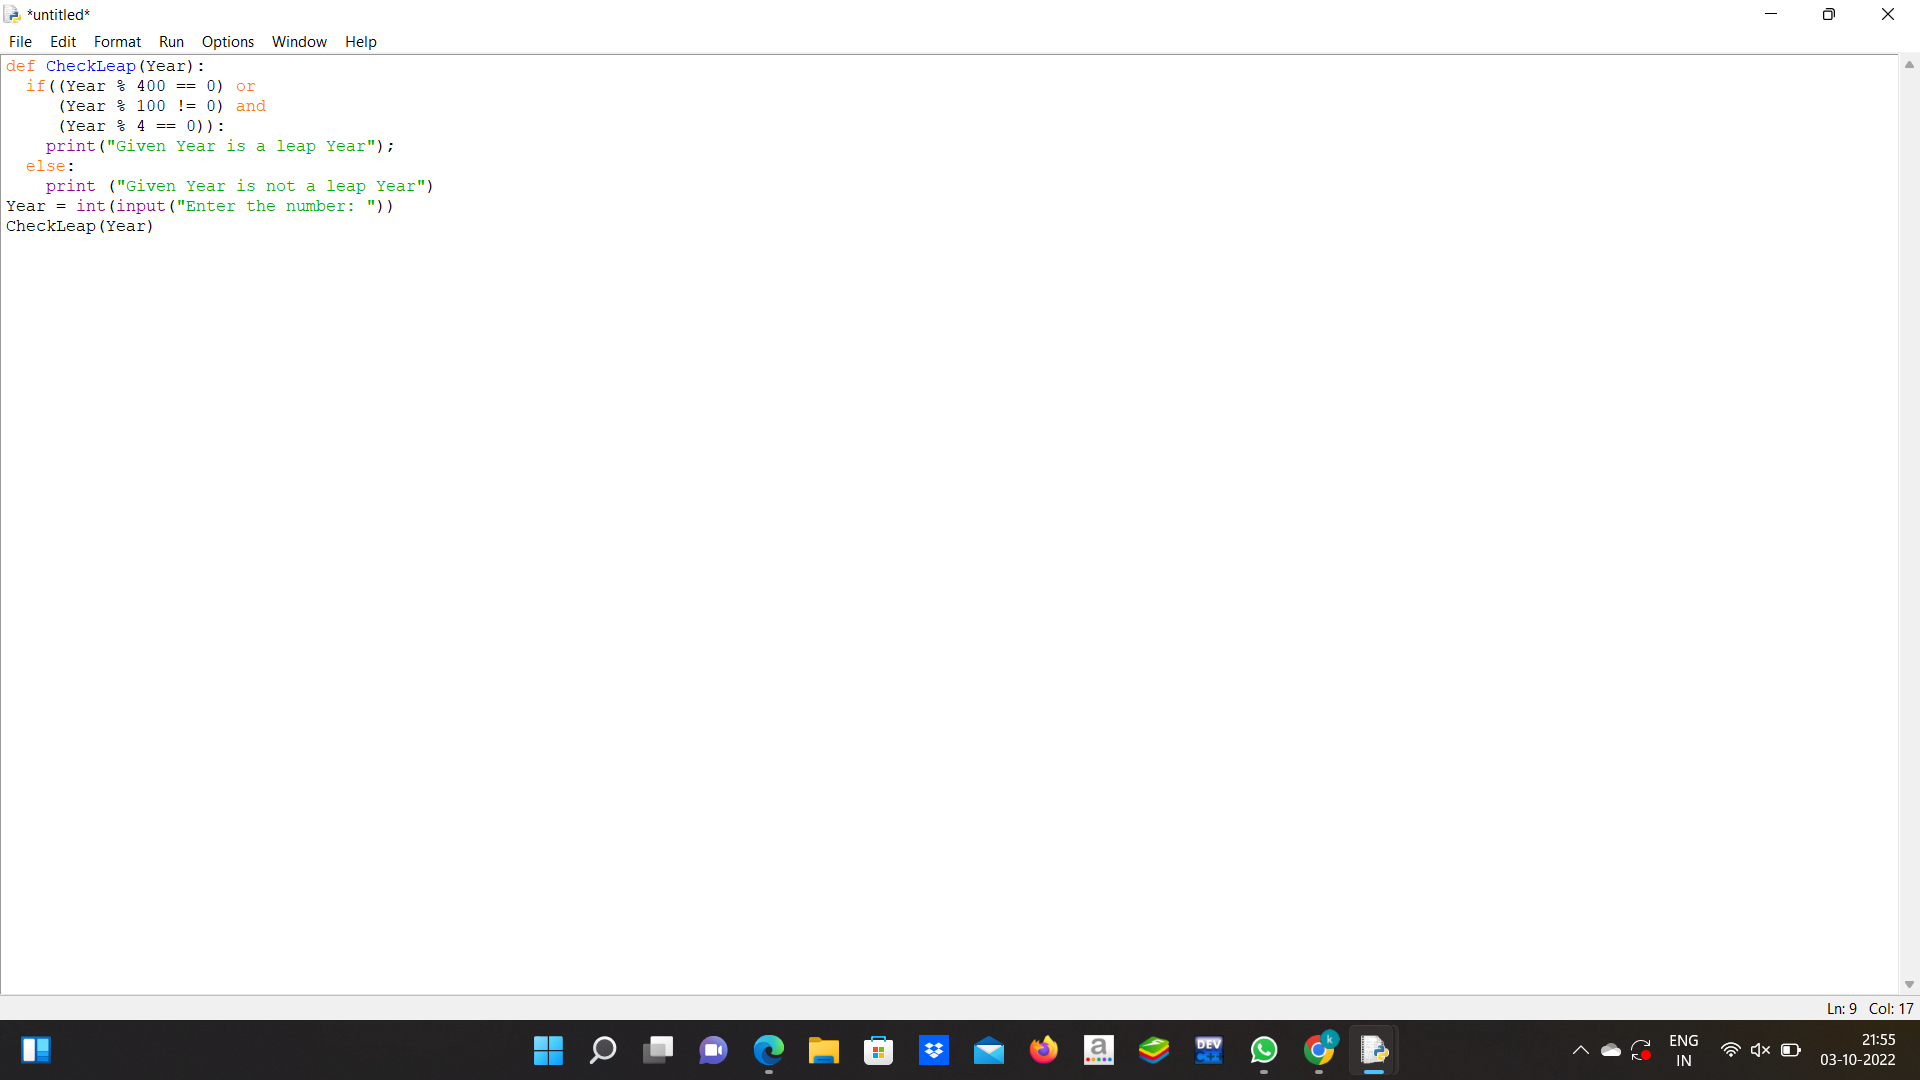 *untitled*
File Edit Format Run Options Window Help
def CheckLeap(Year):
  if((Year % 400 == 0) or
     (Year % 100 != 0) and
     (Year % 4 == 0)):
    print("Given Year is a leap Year");
  else:
    print ("Given Year is not a leap Year")
Year = int(input("Enter the number: "))
CheckLeap(Year)
Ln: 9 Col: 17
a
DEV
C++
k
ENG
IN
21:55
03-10-2022